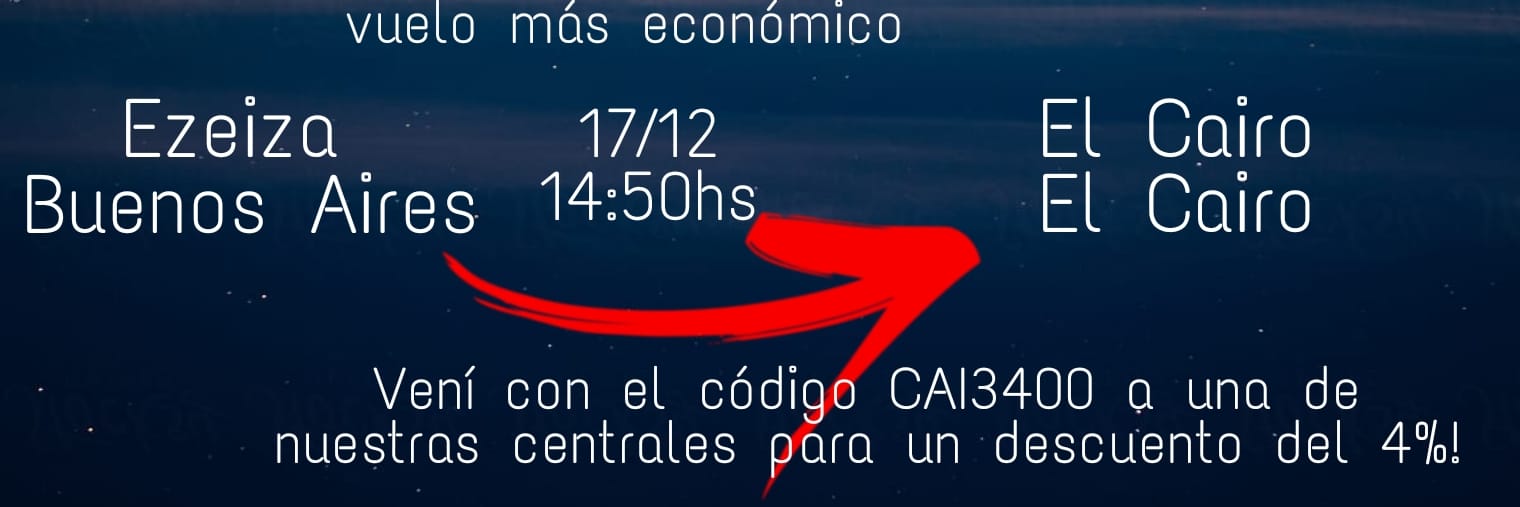 vuelo más económico
Ezeiza 17/12 El Cairo
Buenos Aires 14:50hs El Cairo
Vení con el código CAI3400 a una de
nuestras centrales para un descuento del 4%!